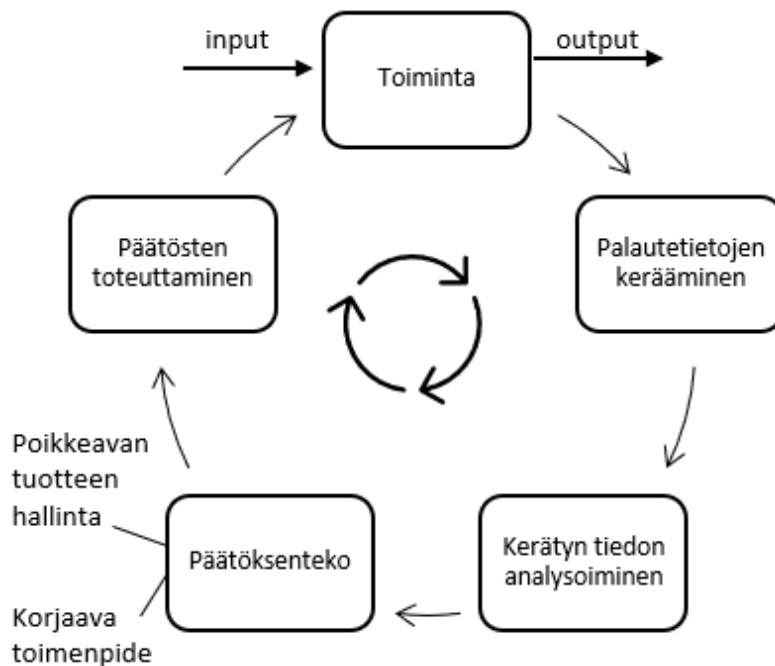 input
output
Toiminta
Palautetietojen
kerääminen
Kerätyn tiedon
analysoiminen
Päätöksenteko
Poikkeavan
tuotteen
hallinta
Korjaava
toimenpide
Päätösten
toteuttaminen